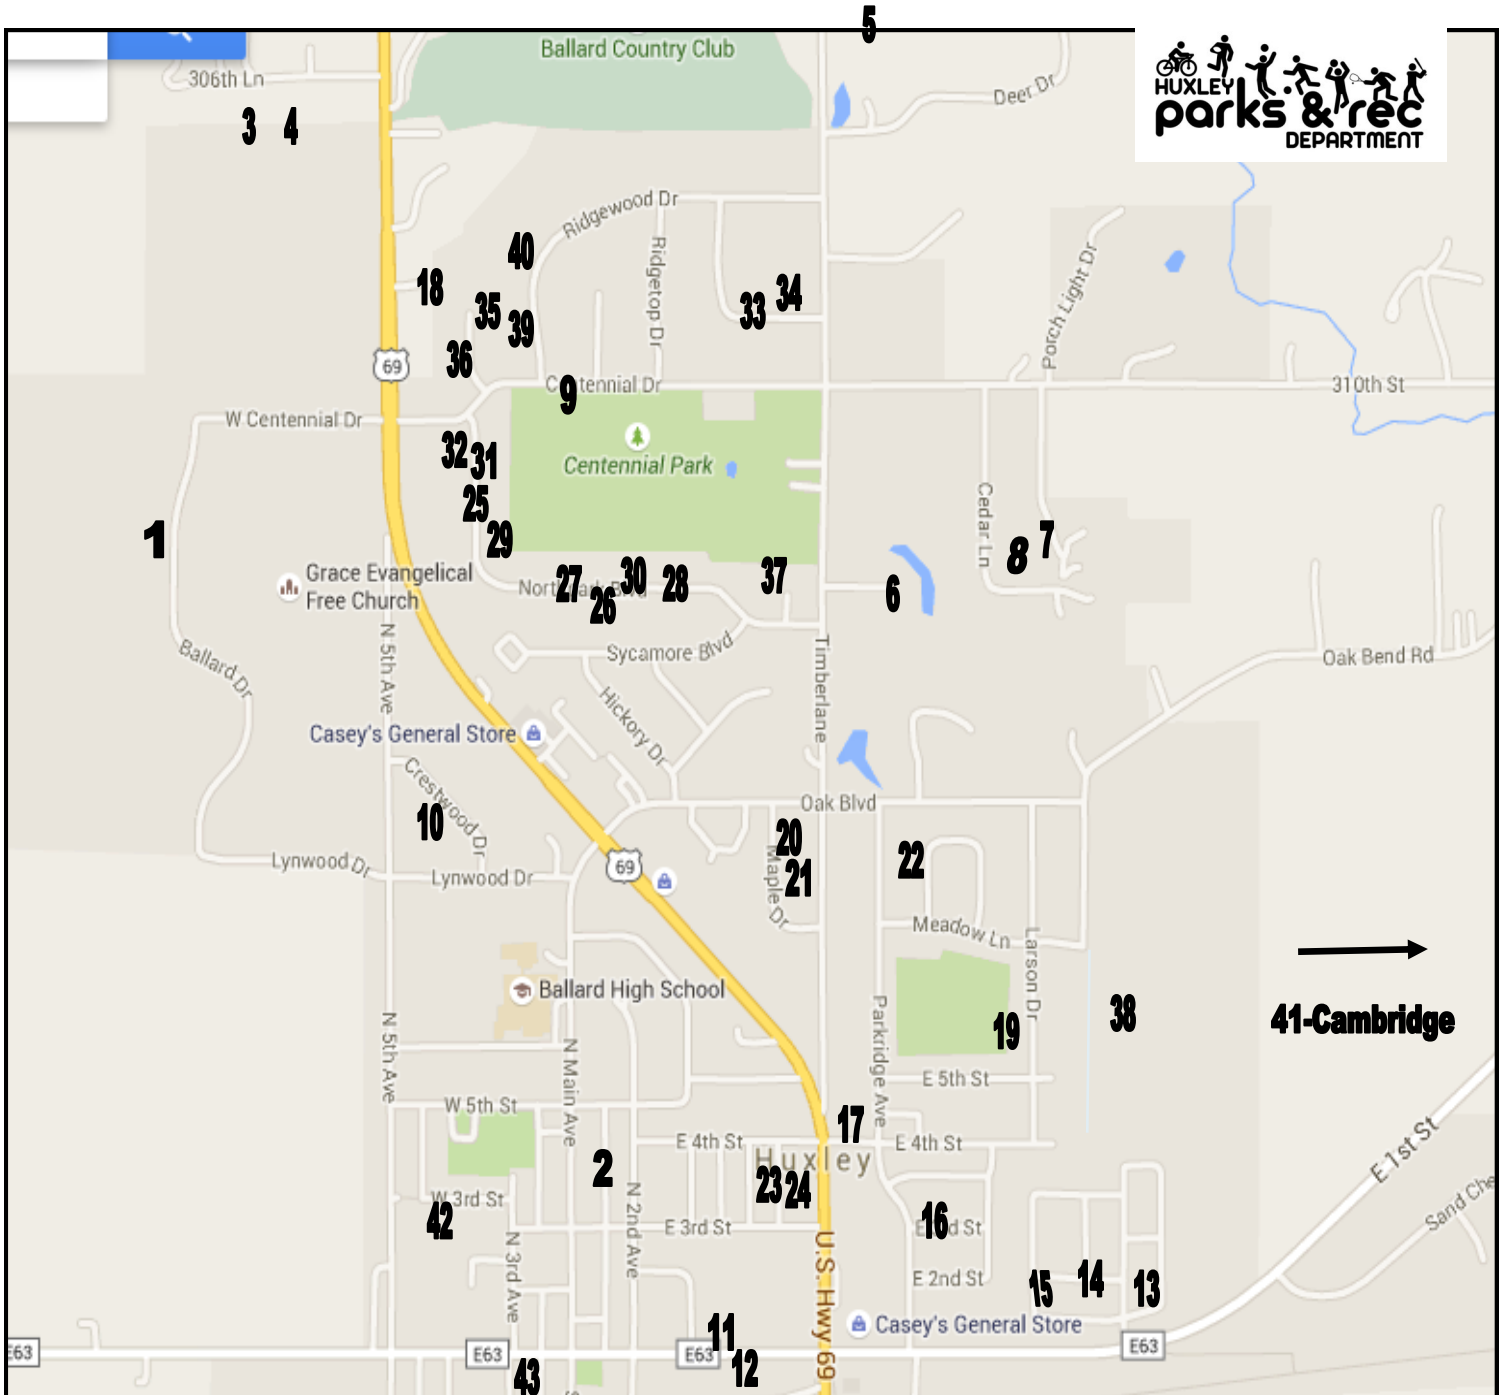 5
Ballard Country Club
306th Ln
Deer Dr
HUXLEY
parks & rec
DEPARTMENT
3
4
Ridgewood Dr
40
Ridgetop Dr
18
35
39
36
33
34
Porch Light Dr
69
9
310th St
W Centennial Dr
Centennial Park
32
31
25
29
1
Cedar Ln
8
7
Grace Evangelical
Free Church
27
30
28
26
37
6
N 5th Ave
Sycamore Blvd
Timberlane
Oak Bend Rd
Ballard Dr
Hickory Dr
Casey's General Store
Crestwood Dr
10
Oak Blvd
20
21
Maple Dr
22
69
Lynwood Dr
Lynwood Dr
Meadow Ln
Larson Dr
Ballard High School
19
38
41-Cambridge
N 5th Ave
N Main Ave
Parkridge Ave
E 5th St
W 5th St
17
E 4th St
E 4th St
Huxley
2
23
24
E 1st St
W 3rd St
42
N 2nd Ave
E 3rd St
16
Sand Che
N 3rd Ave
U.S. Hwy 69
E 2nd St
15
14
13
11
Casey's General Store
E63
E63
E63
E63
12
43